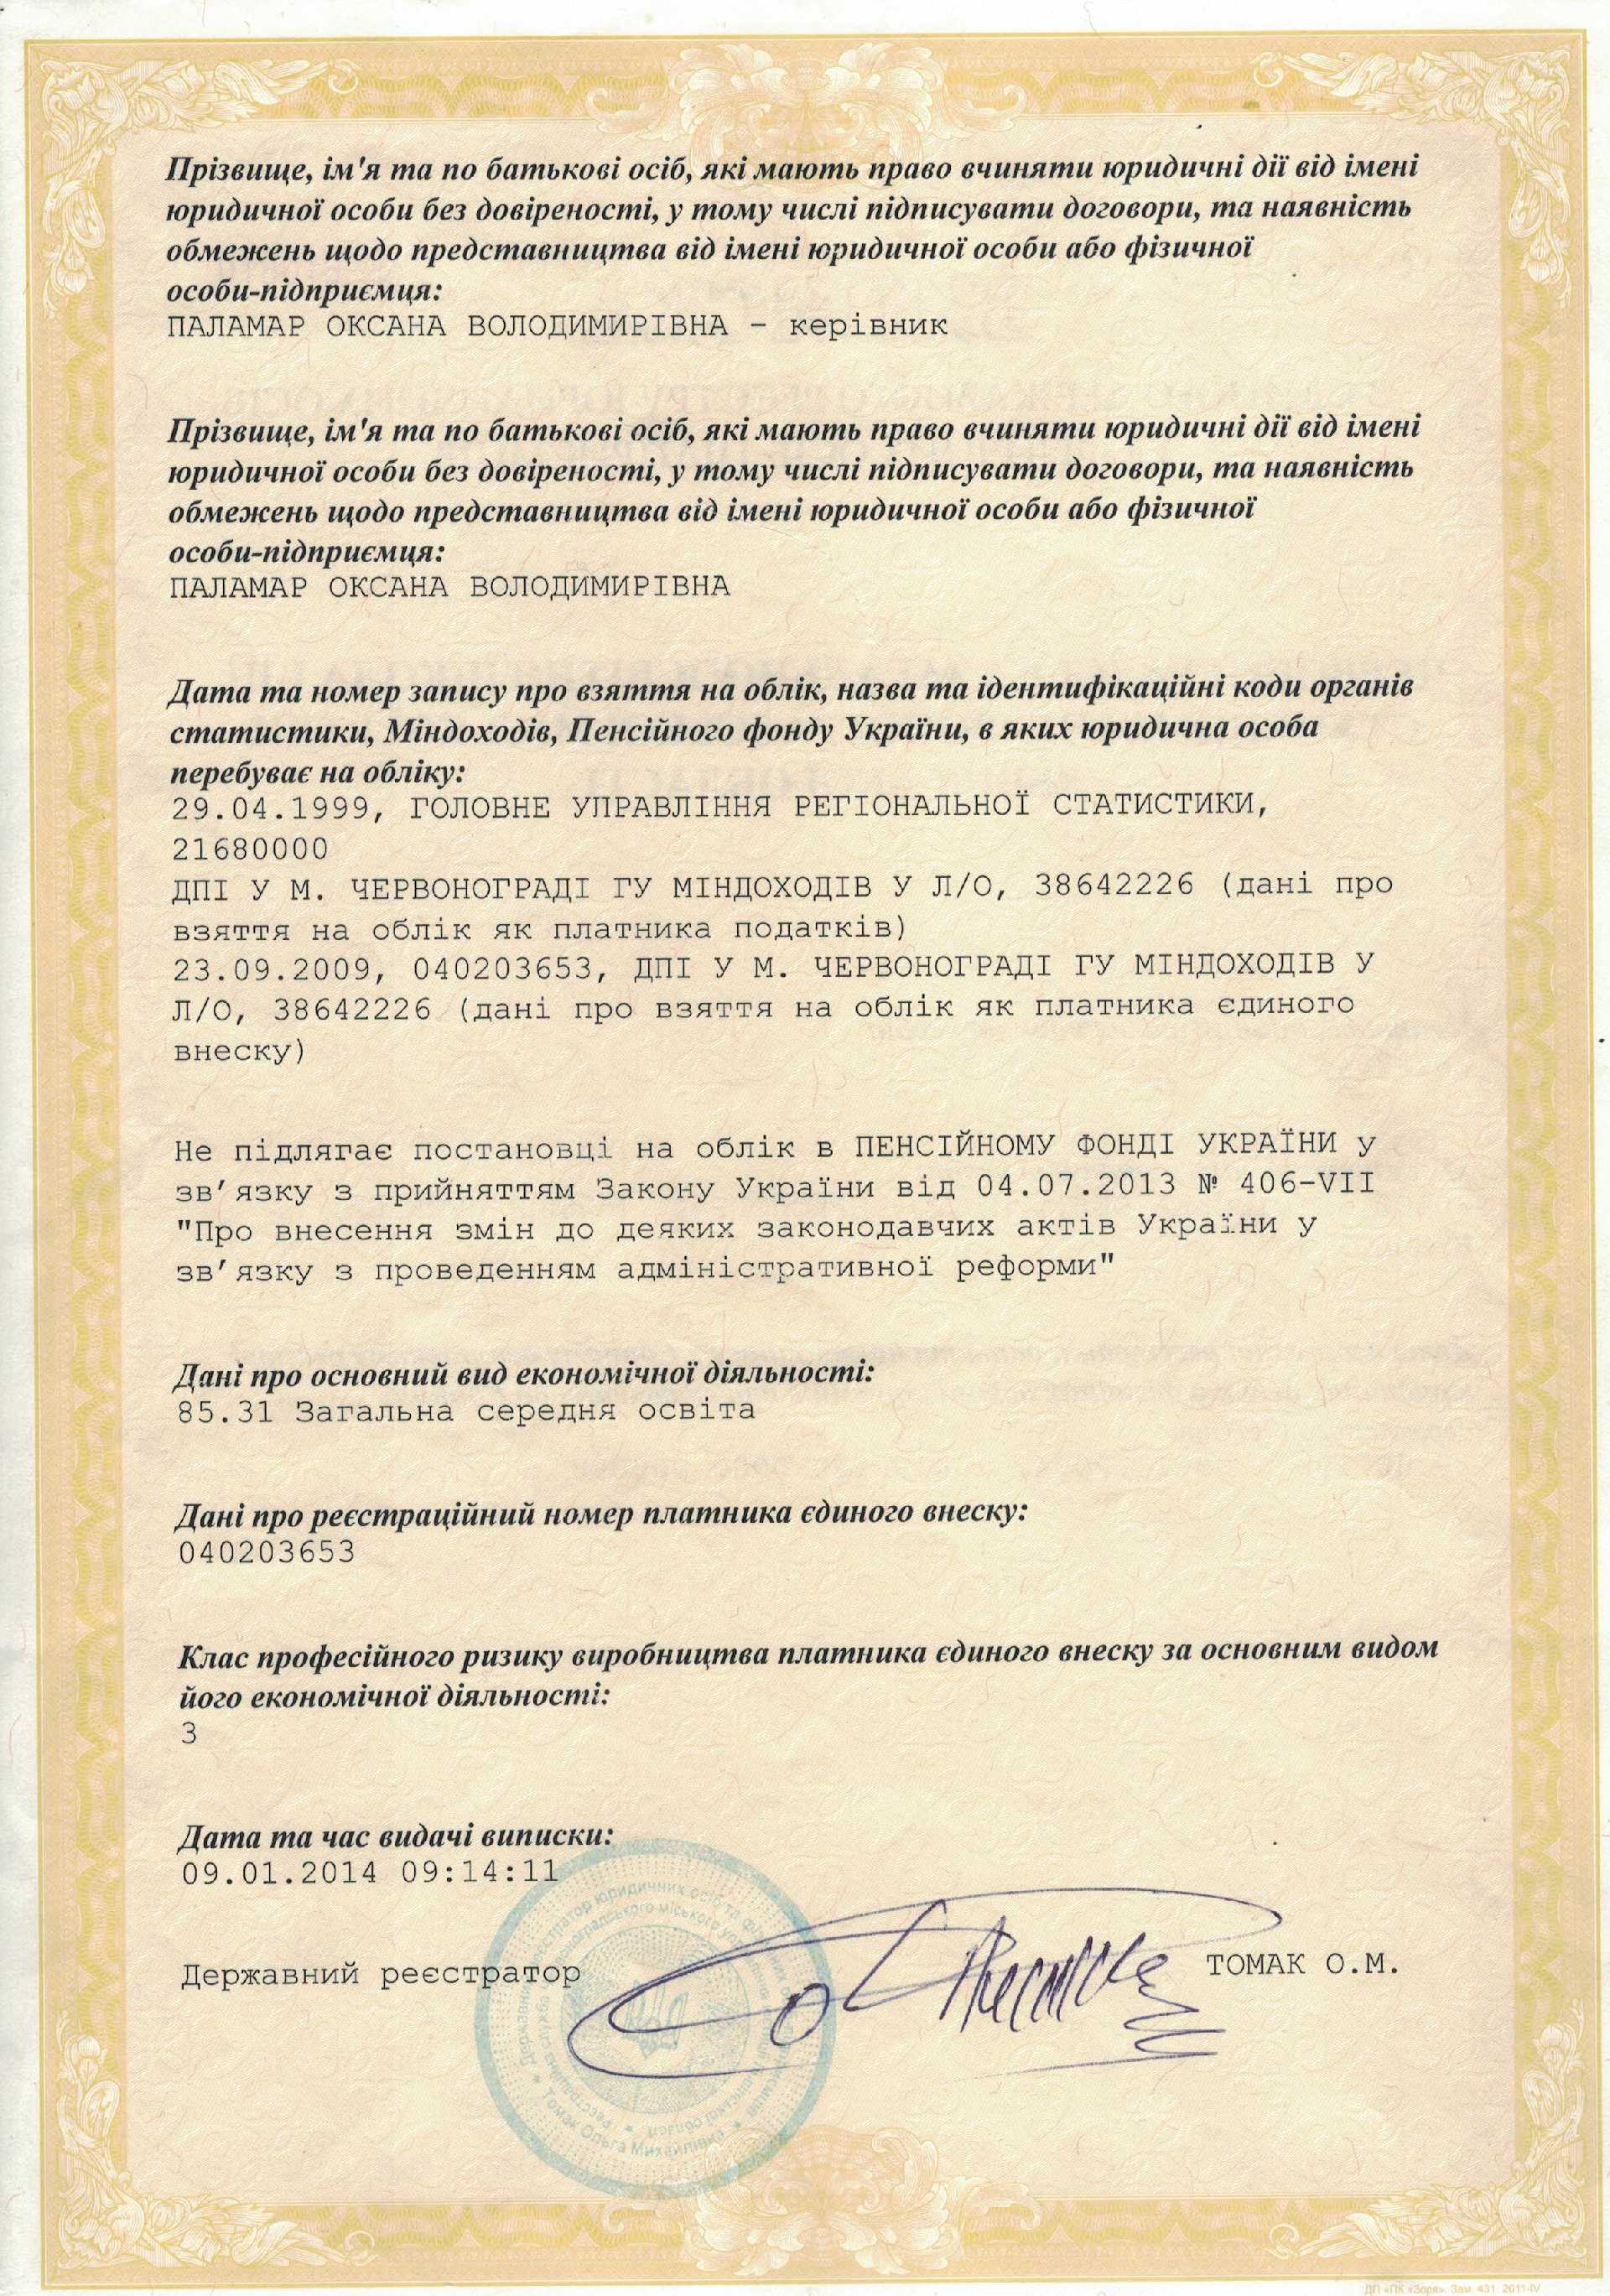 Прізвище, ім'я та по батькові осіб, які мають право вчиняти юридичні дії від імені
юридичної особи без довіреності, у тому числі підписувати договори, та наявність
обмежень щодо представництва від імені юридичної особи або фізичної
особи-підприємця:
ПАЛАМАР ОКСАНА ВОЛОДИМИРІВНА - керівник
Прізвище, ім'я та по батькові осіб, які мають право вчиняти юридичні дії від імені
юридичної особи без довіреності, у тому числі підписувати договори, та наявність
обмежень щодо представництва від імені юридичної особи або фізичної
особи-підприємця:
ПАЛАМАР ОКСАНА ВОЛОДИМИРІВНА
Дата та номер запису про взяття на облік, назва та ідентифікаційні коди органів
статистики, Міндоходів, Пенсійного фонду України, в яких юридична особа
перебуває на обліку:
29.04.1999, ГОЛОВНЕ УПРАВЛІННЯ РЕГІОНАЛЬНОЇ СТАТИСТИКИ,
21680000
ДПІ У М. ЧЕРВОНОГРАДІ ГУ МІНДОХОДІВ У Л/О, 38642226 (дані про
взяття на облік як платника податків)
23.09.2009, 040203653, ДПІ У М. ЧЕРВОНОГРАДІ ГУ МІНДОХОДІВ У
Л/О, 38642226 (дані про взяття на облік як платника єдиного
внеску)
Не підлягає постановці на облік в ПЕНСІЙНОМУ ФОНДІ УКРАЇНИ у
зв'язку з прийняттям Закону України від 04.07.2013 № 406-VII
"Про внесення змін до деяких законодавчих актів України у
зв'язку з проведенням адміністративної реформи"
Дані про основний вид економічної діяльності:
85.31 Загальна середня освіта
Дані про реєстраційний номер платника єдиного внеску:
040203653
Клас професійного ризику виробництва платника єдиного внеску за основним видом
його економічної діяльності:
3
Дата та час видачі виписки:
09.01.2014 09:14:11
Державний реєстратор
ТОМАК О.М.
Томак Ольга Михайлівна
ДП «ПК «Зоря». Зам. 431. 2011-IV